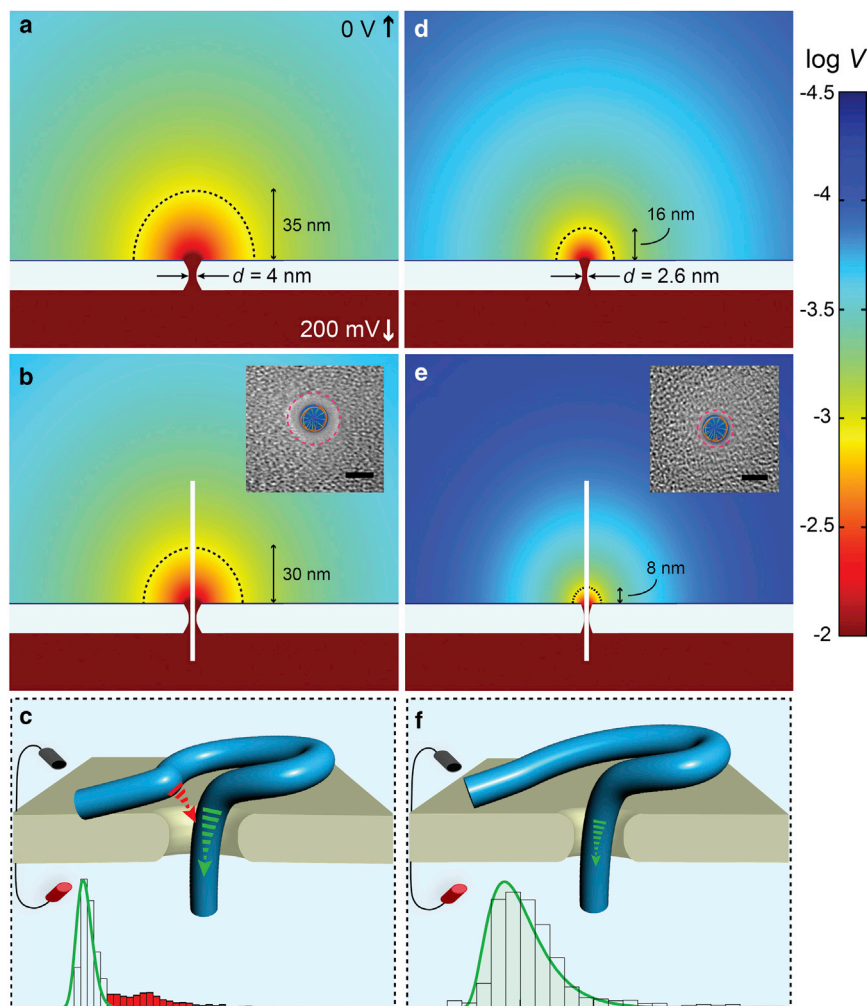 a
0 V ↑
35 nm
d = 4 nm
200 mV ↓
d
16 nm
d = 2.6 nm
log V
-4.5
-4
-3.5
-3
-2.5
-2
b
30 nm
e
8 nm
c
f